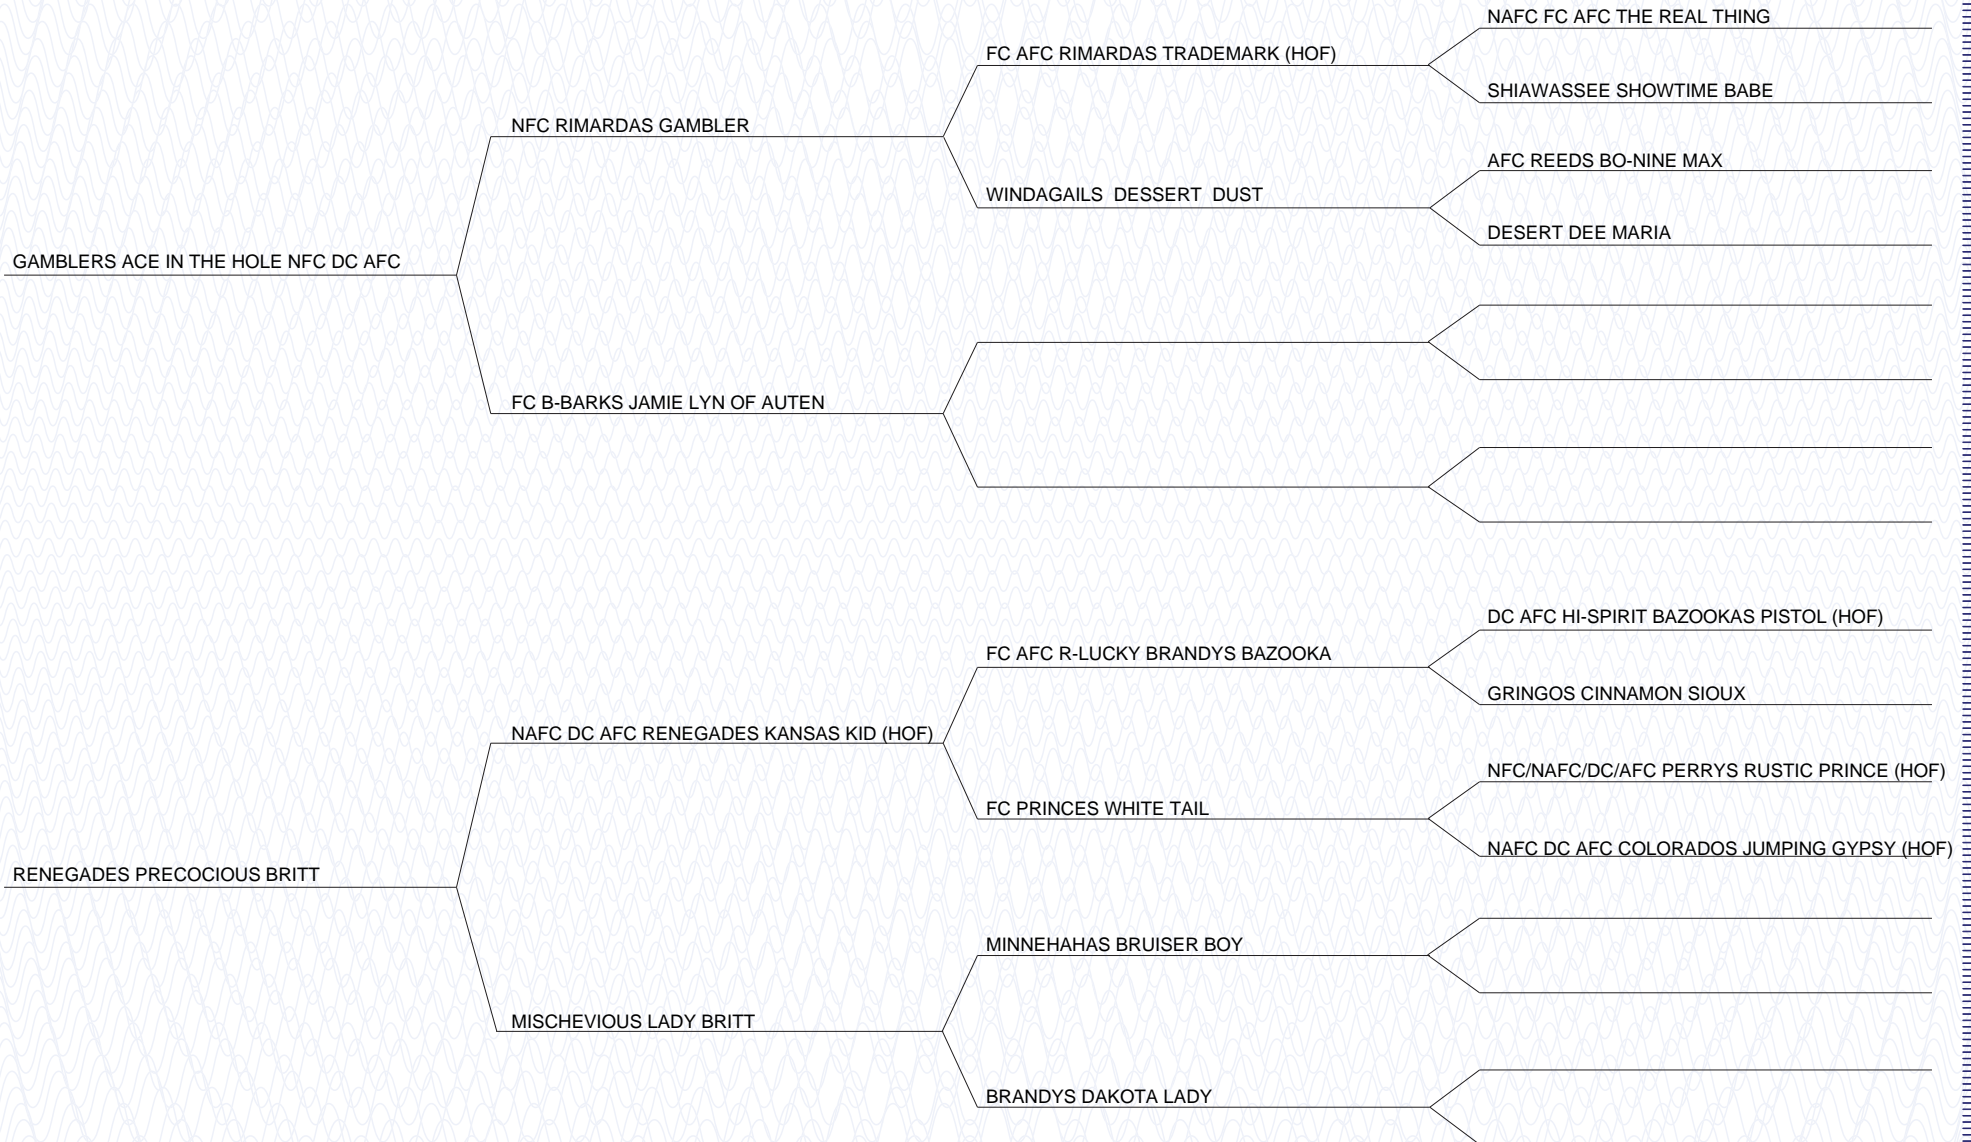 NAFC FC AFC THE REAL THING
FC AFC RIMARDAS TRADEMARK (HOF)
SHIAWASSEE SHOWTIME BABE
NFC RIMARDAS GAMBLER
AFC REEDS BO-NINE MAX
WINDAGAILS  DESSERT  DUST
DESERT DEE MARIA
GAMBLERS ACE IN THE HOLE NFC DC AFC
FC B-BARKS JAMIE LYN OF AUTEN
DC AFC HI-SPIRIT BAZOOKAS PISTOL (HOF)
FC AFC R-LUCKY BRANDYS BAZOOKA
GRINGOS CINNAMON SIOUX
NAFC DC AFC RENEGADES KANSAS KID (HOF)
NFC/NAFC/DC/AFC PERRYS RUSTIC PRINCE (HOF)
FC PRINCES WHITE TAIL
NAFC DC AFC COLORADOS JUMPING GYPSY (HOF)
RENEGADES PRECOCIOUS BRITT
MINNEHAHAS BRUISER BOY
MISCHEVIOUS LADY BRITT
BRANDYS DAKOTA LADY